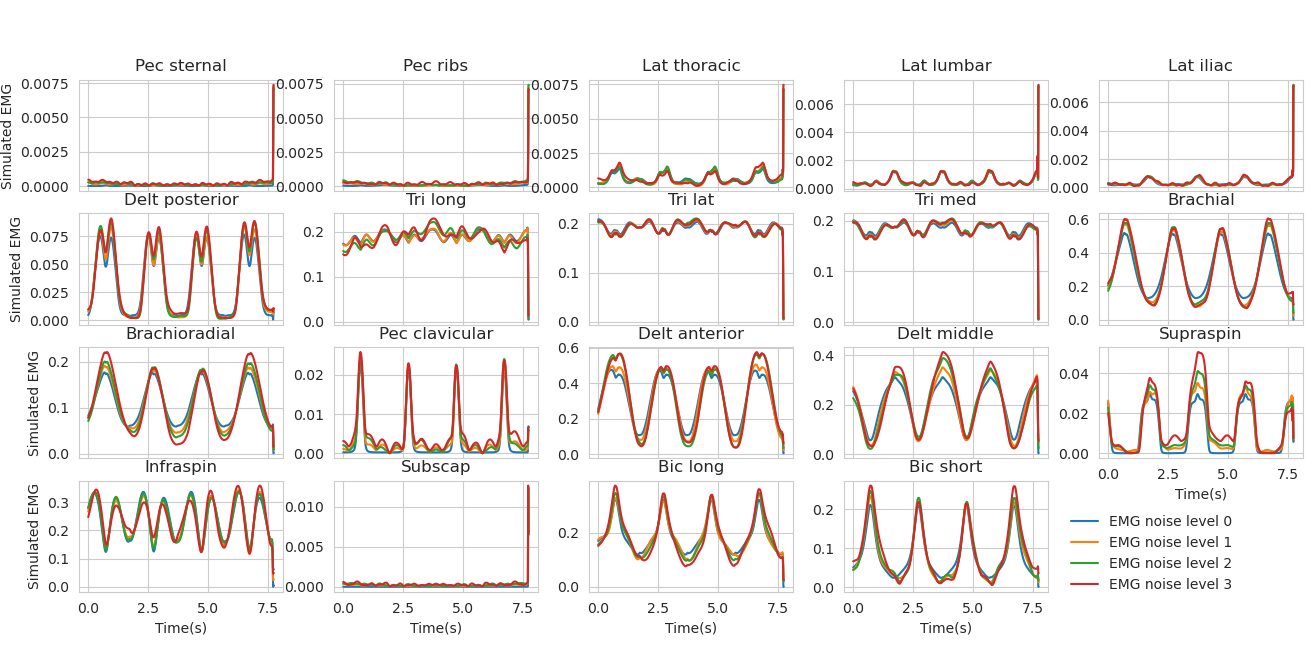 Pec sternal
Pec ribs
Lat thoracic
Lat lumbar
Lat iliac
Simulated EMG
0.0075
0.0050
0.0025
0.0000
0.0075
0.0050
0.0025
0.0000
0.0075
0.0050
0.0025
0.0000
0.006
0.004
0.002
0.000
0.006
0.004
0.002
0.000
Delt posterior
Tri long
Tri lat
Tri med
Brachial
Simulated EMG
0.075
0.050
0.025
0.000
0.2
0.1
0.0
0.2
0.1
0.0
0.2
0.1
0.0
0.6
0.4
0.2
0.0
Brachioradial
Pec clavicular
Delt anterior
Delt middle
Supraspin
Simulated EMG
0.2
0.1
0.0
0.02
0.01
0.00
0.6
0.4
0.2
0.0
0.4
0.2
0.0
0.04
0.02
0.00
2.5
5.0
7.5
Time(s)
Infraspin
Subscap
Bic long
Bic short
Simulated EMG
0.3
0.2
0.1
0.0
0.010
0.005
0.000
0.2
0.0
0.2
0.1
0.0
0.0
2.5
5.0
7.5
Time(s)
0.0
2.5
5.0
7.5
Time(s)
0.0
2.5
5.0
7.5
Time(s)
0.0
2.5
5.0
7.5
Time(s)
EMG noise level 0
EMG noise level 1
EMG noise level 2
EMG noise level 3